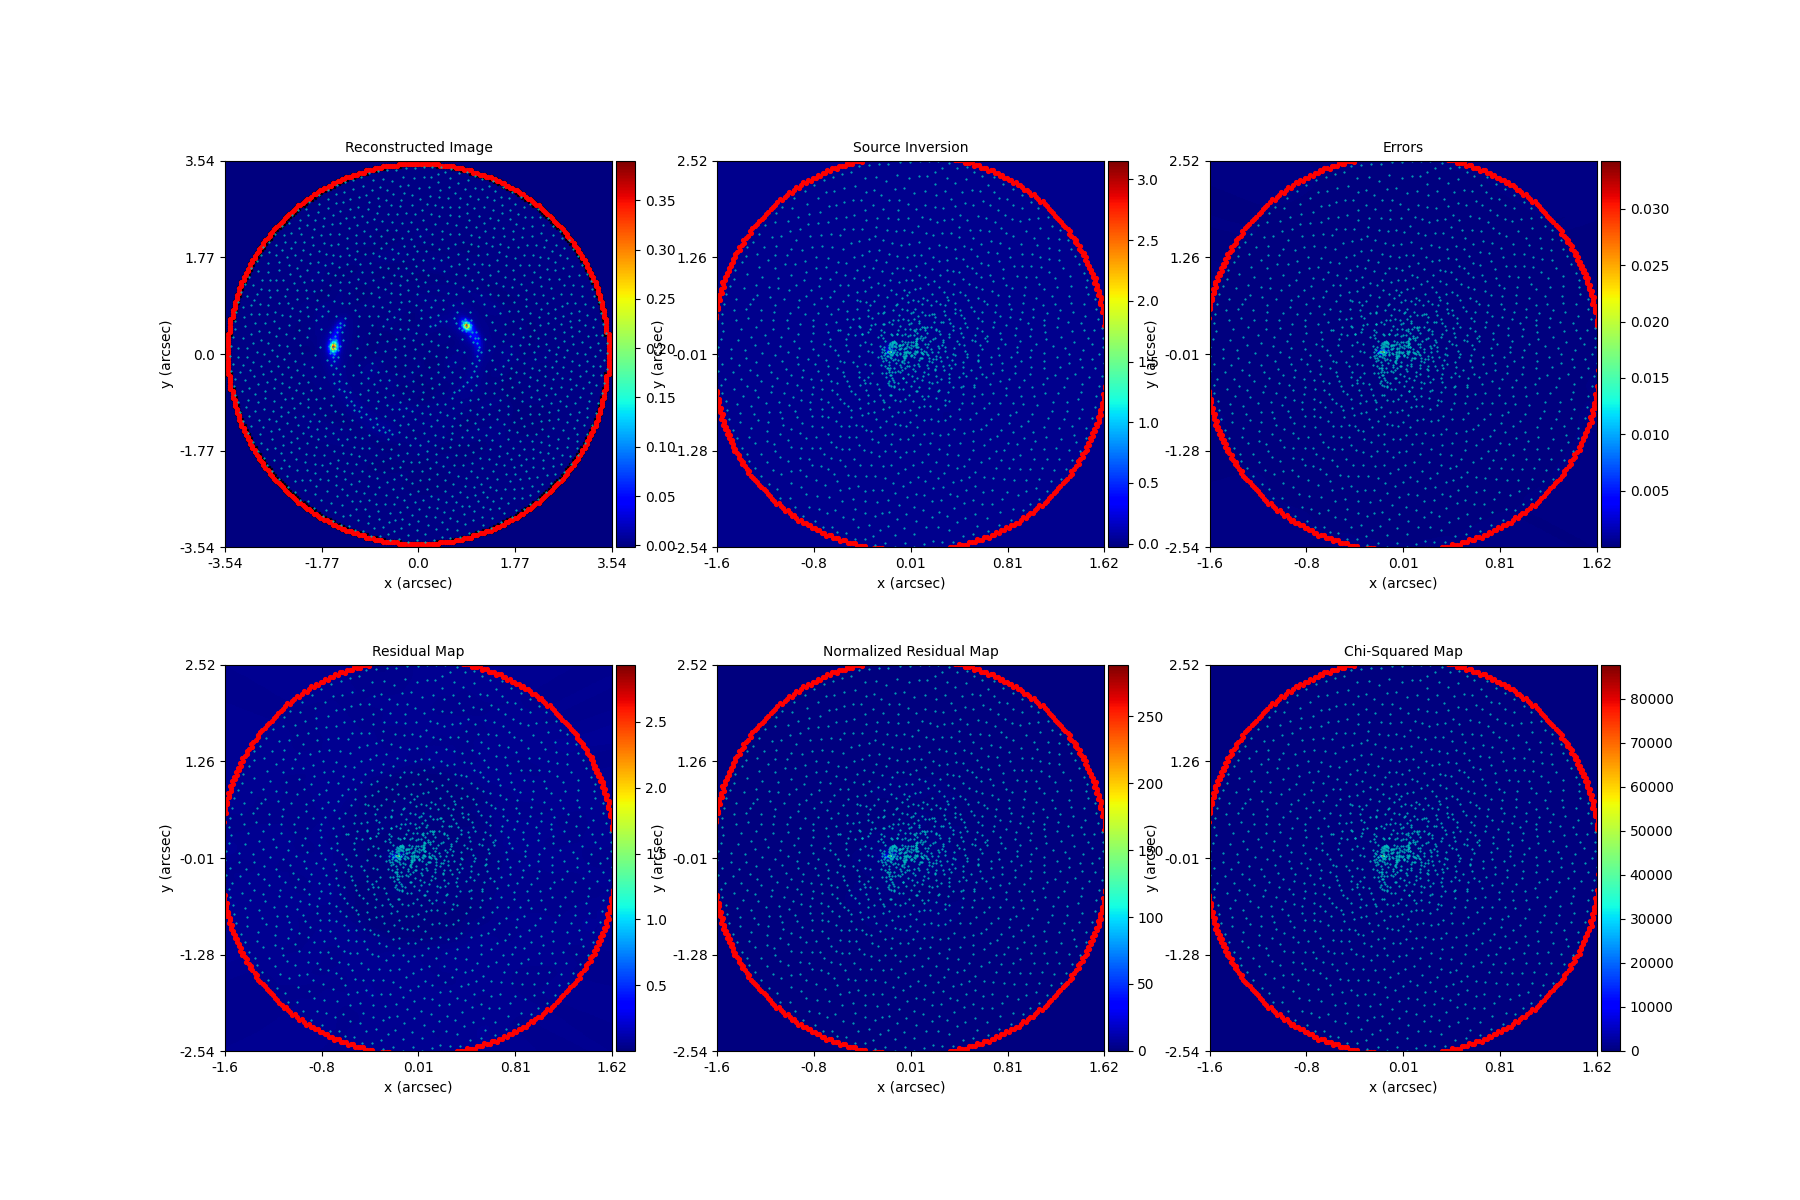 Reconstructed Image
3.54
1.77
0.0
-1.77
-3.54
y (arcsec)
-3.54 -1.77 0.0 1.77 3.54
x (arcsec)
0.35
0.30
0.25
0.20
0.15
0.10
0.05
0.00
Source Inversion
2.52
1.26
-0.01
-1.28
-2.54
y (arcsec)
-1.6 -0.8 0.01 0.81 1.62
x (arcsec)
3.0
2.5
2.0
1.5
1.0
0.5
0.0
Errors
2.52
1.26
-0.01
-1.28
-2.54
y (arcsec)
-1.6 -0.8 0.01 0.81 1.62
x (arcsec)
0.030
0.025
0.020
0.015
0.010
0.005
Residual Map
2.52
1.26
-0.01
-1.28
-2.54
y (arcsec)
-1.6 -0.8 0.01 0.81 1.62
x (arcsec)
2.5
2.0
1.5
1.0
0.5
Normalized Residual Map
2.52
1.26
-0.01
-1.28
-2.54
y (arcsec)
-1.6 -0.8 0.01 0.81 1.62
x (arcsec)
250
200
150
100
50
0
Chi-Squared Map
2.52
1.26
-0.01
-1.28
-2.54
y (arcsec)
-1.6 -0.8 0.01 0.81 1.62
x (arcsec)
80000
70000
60000
50000
40000
30000
20000
10000
0